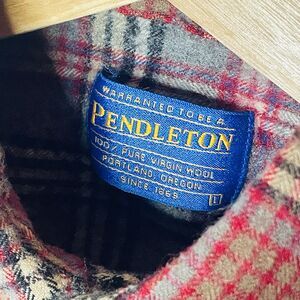 WARRANTED TO BE A
PENDLETON
100% PURE VIRGIN WOOL
PORTLAND, OREGON
SINCE 1863
L